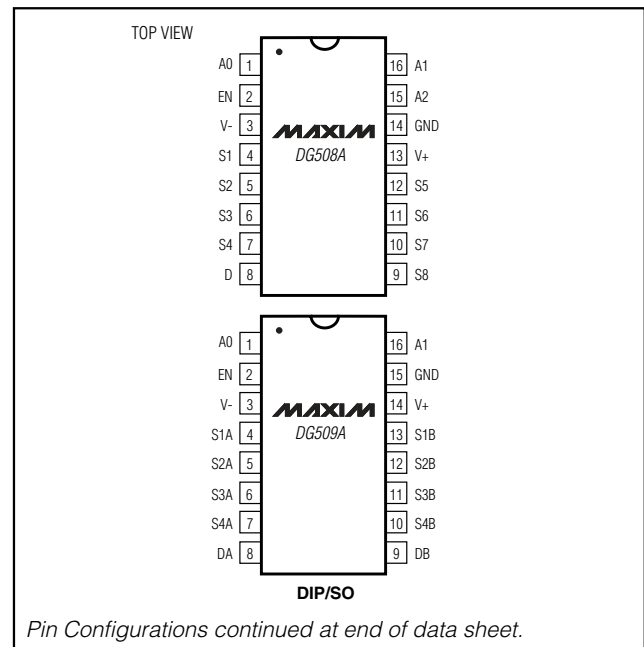 TOP VIEW
A0 1 16 A1
EN 2 15 A2
V- 3 MAXIM 14 GND
S1 4 DG508A 13 V+
S2 5 12 S5
S3 6 11 S6
S4 7 10 S7
D 8 9 S8
A0 1 16 A1
EN 2 15 GND
V- 3 MAXIM 14 V+
S1A 4 DG509A 13 S1B
S2A 5 12 S2B
S3A 6 11 S3B
S4A 7 10 S4B
DA 8 9 DB
DIP/SO
Pin Configurations continued at end of data sheet.